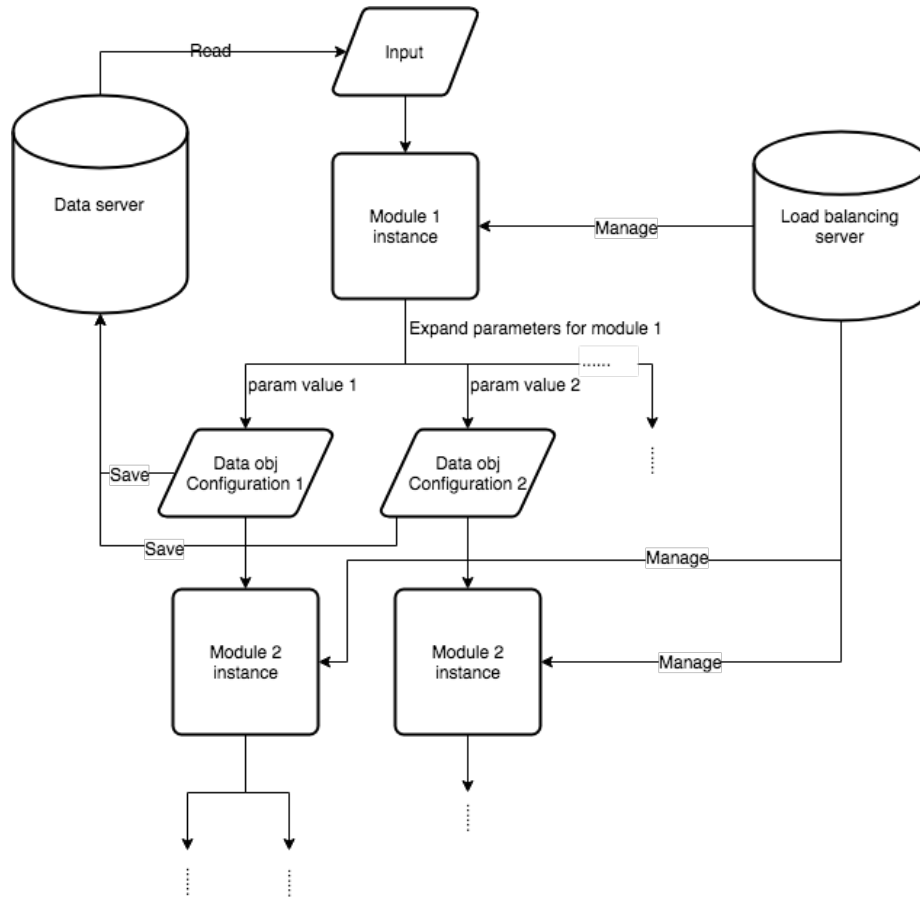 Read
Input
Data server
Module 1
instance
Manage
Load balancing
server
Expand parameters for module 1
......
param value 1
param value 2
Data obj
Configuration 1
Data obj
Configuration 2
......
Save
Save
Manage
Module 2
instance
Module 2
instance
Manage
......
......
......